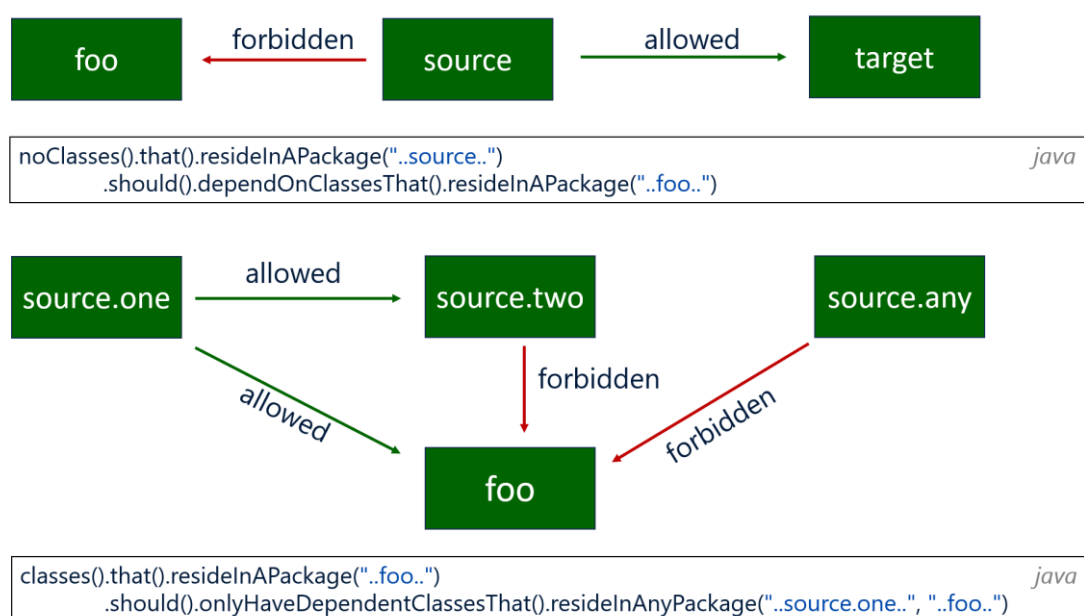 forbidden
allowed
foo
source
target
noClasses().that().resideInAPackage("..source..")
java
.should().dependOnClassesThat().resideInAPackage("..foo..")
allowed
source.one
source.two
source.any
forbidden
allowed
forbidden
foo
classes().that().resideInAPackage("..foo..")
java
.should().onlyHaveDependentClassesThat().resideInAnyPackage("..source.one..", "..foo..")